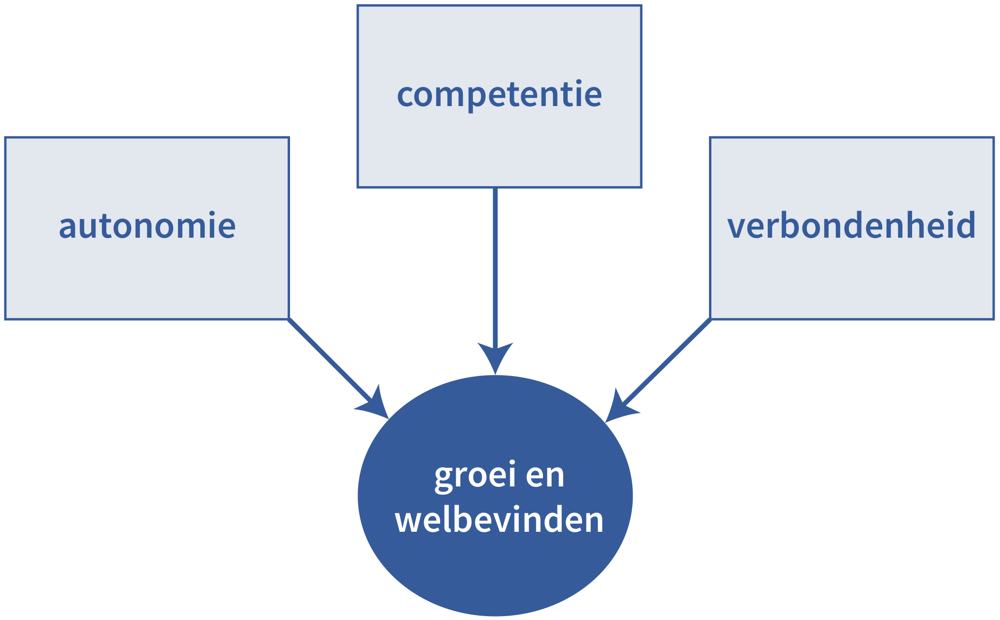 competentie
autonomie
verbondenheid
groei en
welbevinden